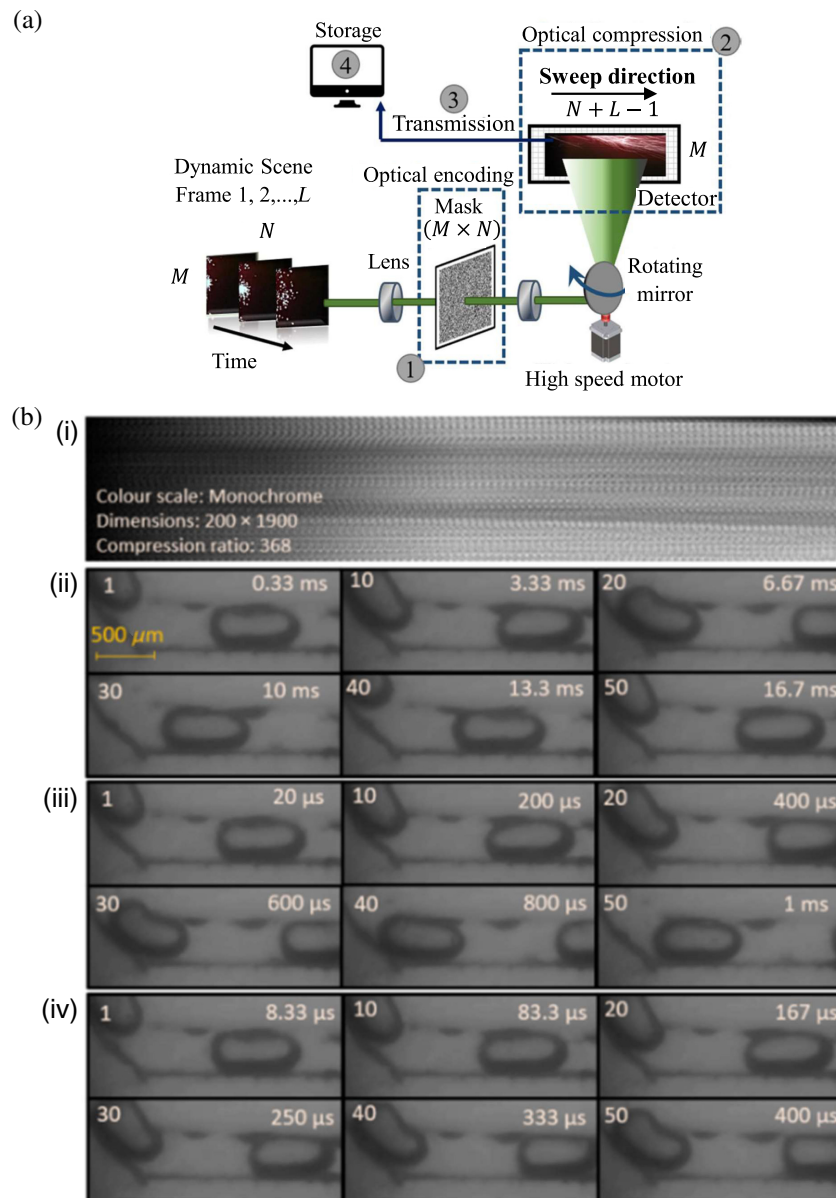 (a)
Storage
4
Optical compression
2
Sweep direction
N + L − 1
3
Transmission
M
Detector
Dynamic Scene
Frame 1, 2,...,L
N
M
Time
Optical encoding
Mask
(M × N)
Lens
1
Rotating
mirror
High speed motor
(b)
(i)
Colour scale: Monochrome
Dimensions: 200 × 1900
Compression ratio: 368
(ii)
1 0.33 ms
10 3.33 ms
20 6.67 ms
500 μm
30 10 ms
40 13.3 ms
50 16.7 ms
(iii)
1 20 μs
10 200 μs
20 400 μs
30 600 μs
40 800 μs
50 1 ms
(iv)
1 8.33 μs
10 83.3 μs
20 167 μs
30 250 μs
40 333 μs
50 400 μs